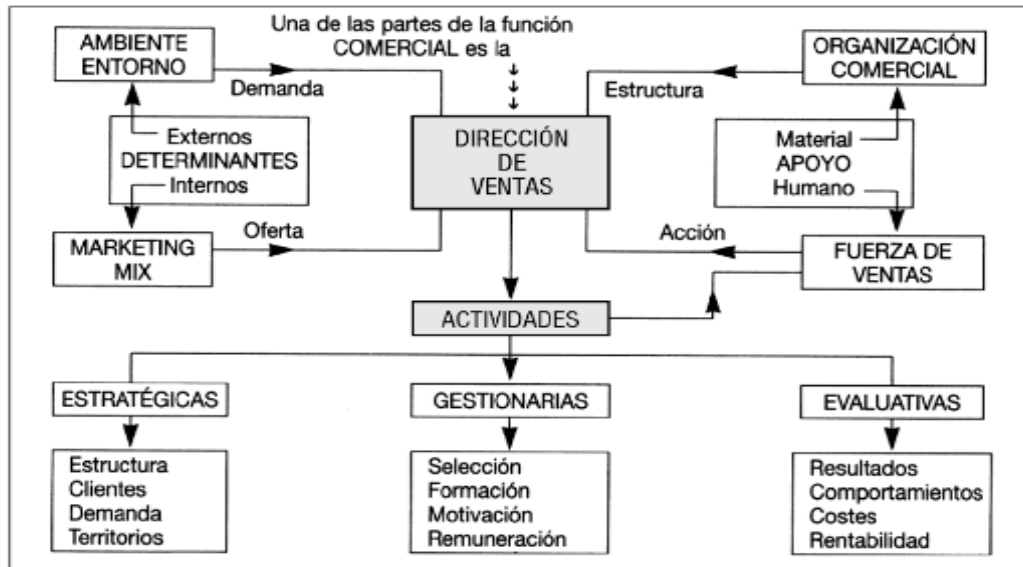 Una de las partes de la función
COMERCIAL es la
AMBIENTE
ENTORNO
Demanda
Externos
DETERMINANTES
Internos
Oferta
MARKETING
MIX
DIRECCIÓN
DE
VENTAS
ORGANIZACIÓN
COMERCIAL
Estructura
Material
APOYO
Humano
Acción
FUERZA DE
VENTAS
ACTIVIDADES
ESTRATÉGICAS
Estructura
Clientes
Demanda
Territorios
GESTIONARIAS
Selección
Formación
Motivación
Remuneración
EVALUATIVAS
Resultados
Comportamientos
Costes
Rentabilidad